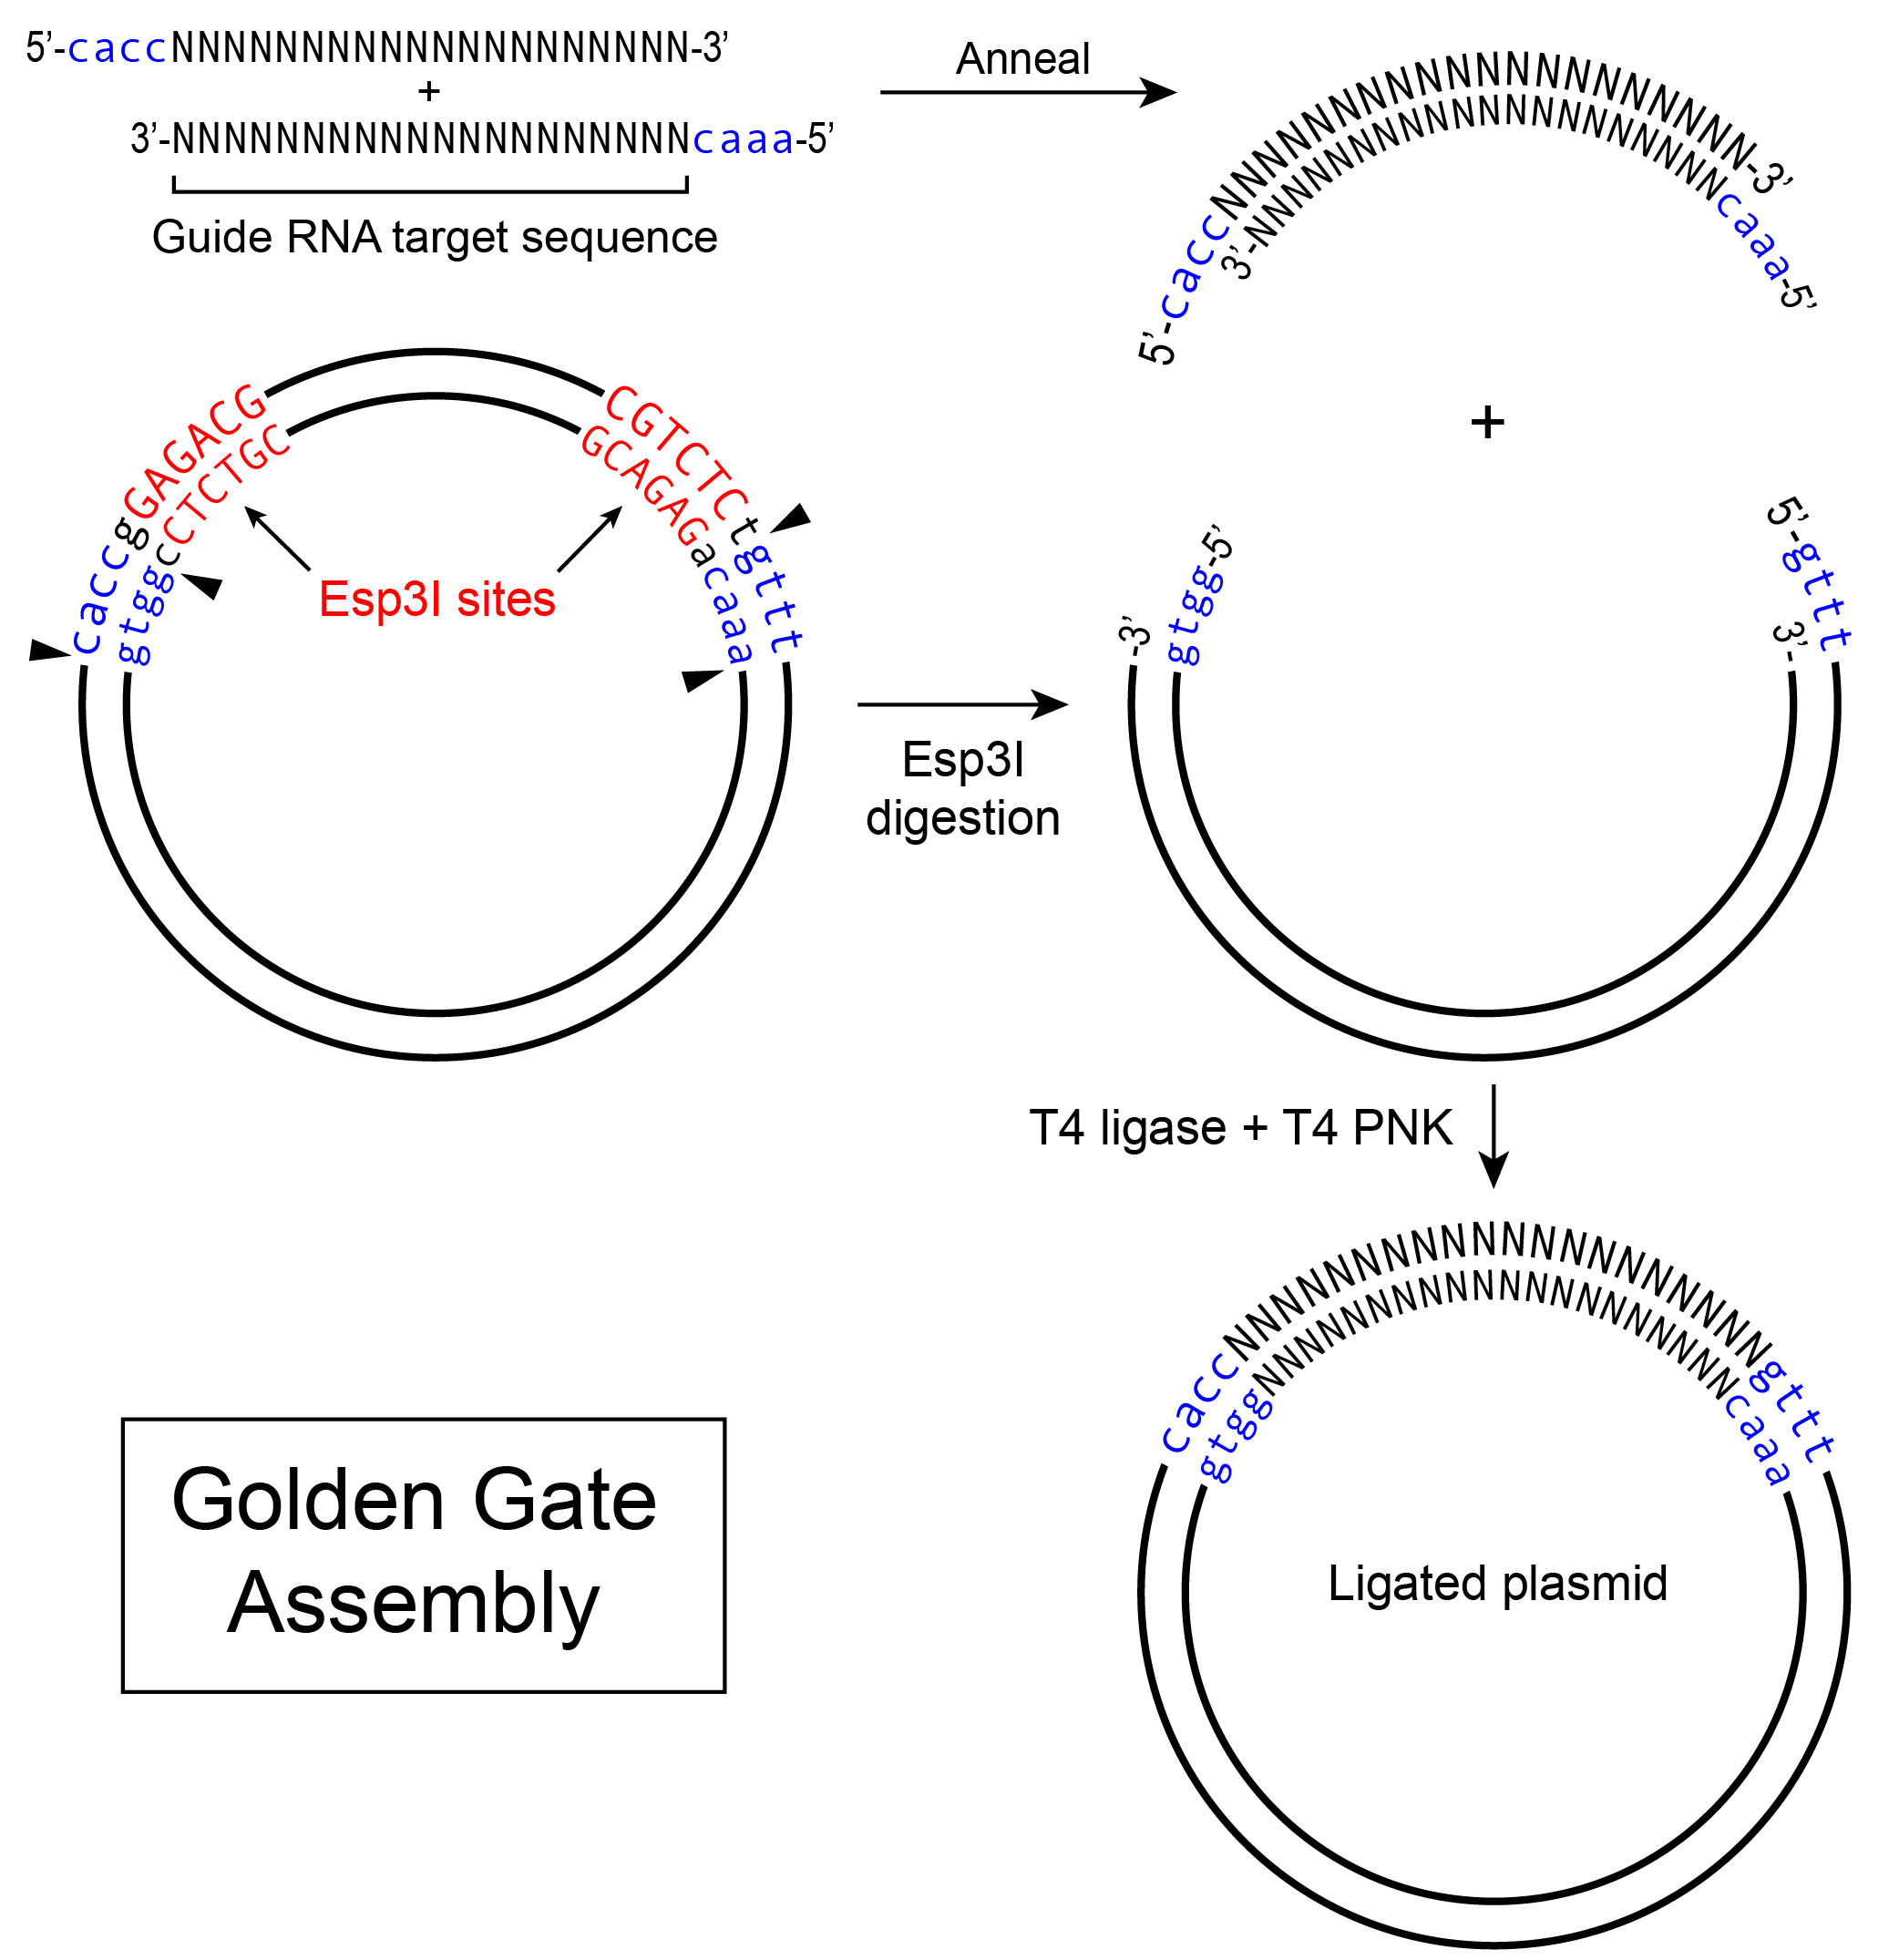 5’-caccNNNNNNNNNNNNNNNNNNNN-3’
+
3’-NNNNNNNNNNNNNNNNNNNNcaaa-5’
Guide RNA target sequence
Anneal
5’-caccNNNNNNNNNNNNNNNNNNNN-3’
3’-NNNNNNNNNNNNNNNNNNNNcaaa-5’
+
caccgGAGACG
gtggcCTCTGC
CGTCTCtgttt
GCAGAGacaaa
Esp3I sites
Esp3I
digestion
-3’
gtgg-5’
5’-gttt
3’-
T4 ligase + T4 PNK
caccNNNNNNNNNNNNNNNNNNNNgttt
gtggNNNNNNNNNNNNNNNNNNNNcaaa
Ligated plasmid
Golden Gate
Assembly